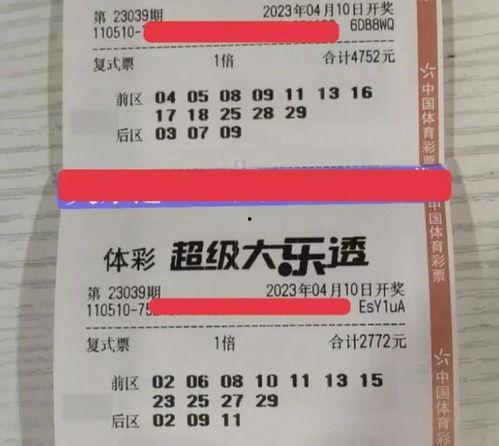 第 23039期 2023年04月10日开奖
110510- 6DB8WQ
复式票 1倍 合计4752元
前区 04 05 08 09 11 13 16
17 18 25 28 29
后区 03 07 09
中国体育彩票
体彩 超级大乐透
第 23039期 2023年04月10日开奖
110510-75 EsY1uA
复式票 1倍 合计2772元
前区 02 06 08 10 11 13 15
23 25 27 29
后区 02 09 11
中国体育彩票
中国体育彩